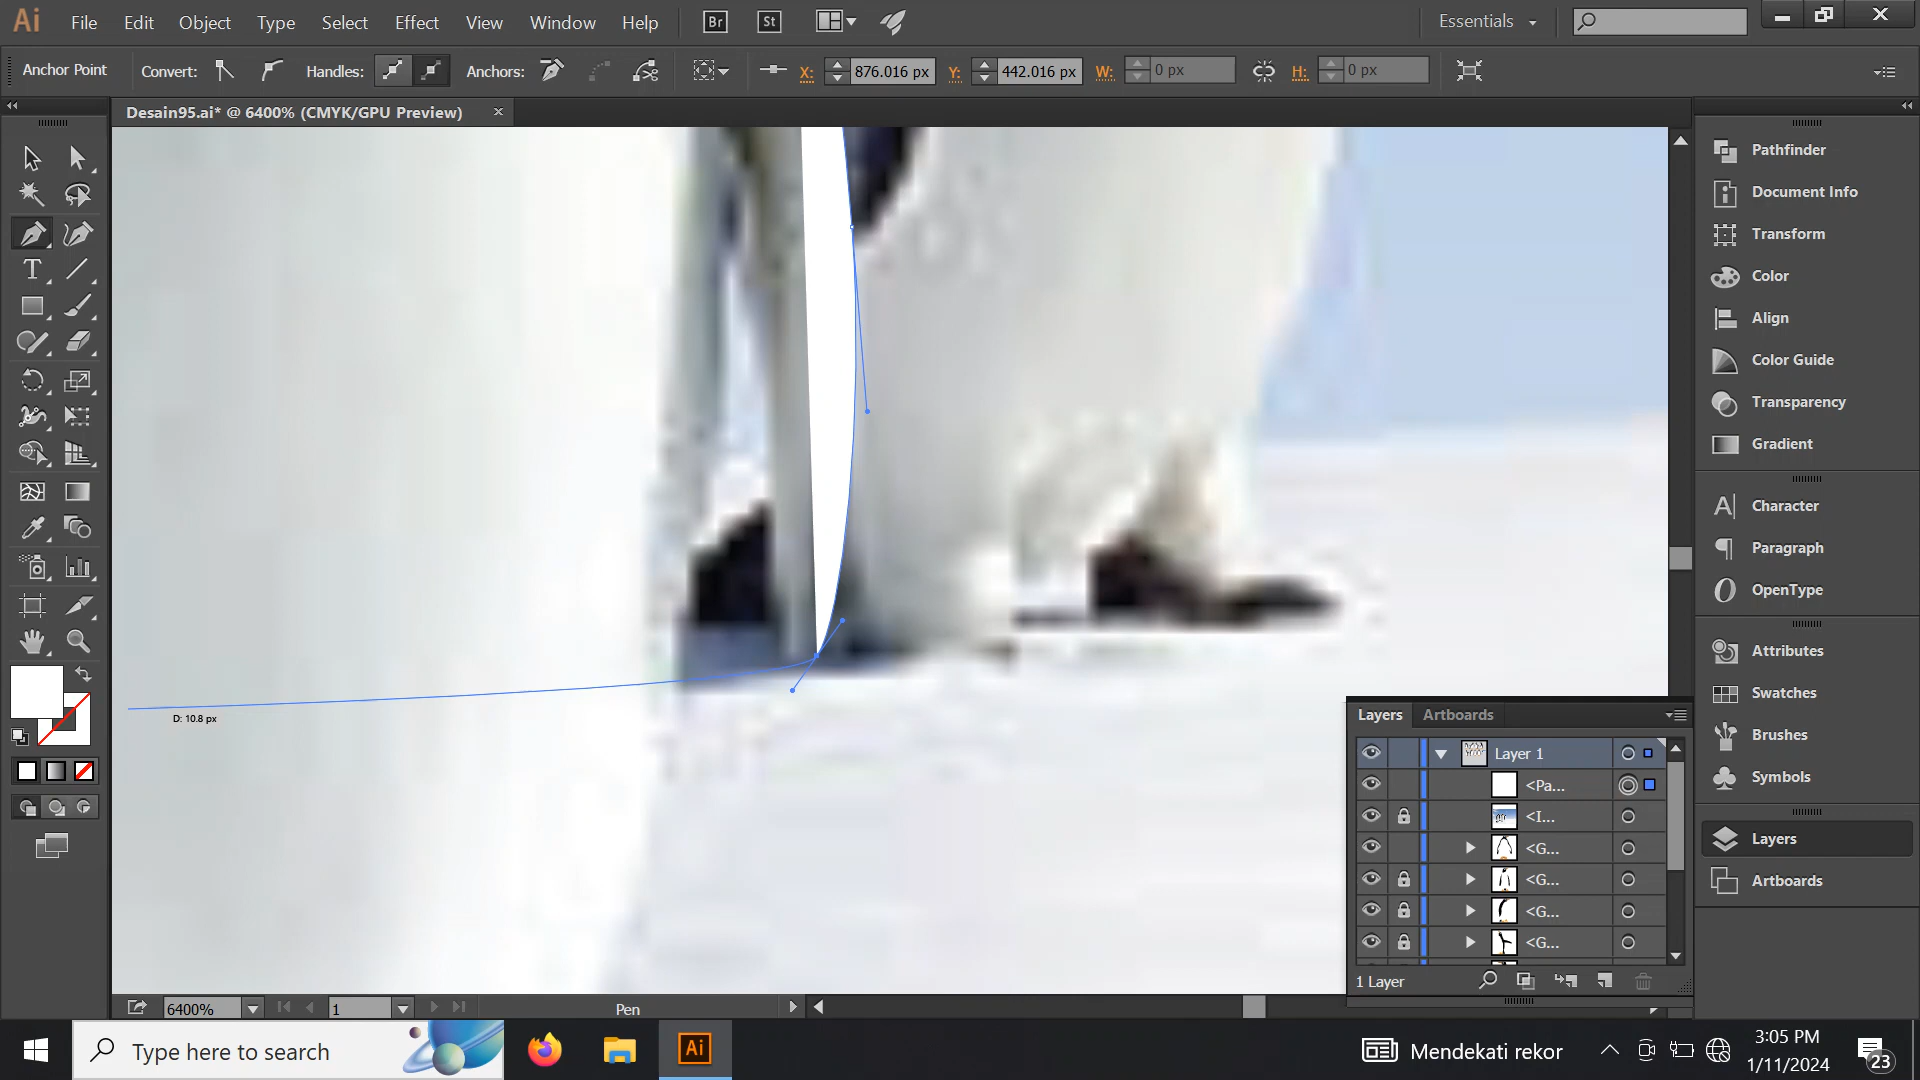 Ai File Edit Object Type Select Effect View Window Help Br St Essentials
Anchor Point Convert: Handles: Anchors: X: 876.016 px Y: 442.016 px W: 0 px H: 0 px
Desain95.ai* @ 6400% (CMYK/GPU Preview)
Pathfinder
Document Info
Transform
Color
Align
Color Guide
Transparency
Gradient
Character
Paragraph
OpenType
Attributes
Swatches
Brushes
Symbols
Layers
Artboards
D: 10.8 px
Layers Artboards
Layer 1
<Pa...
<I...
<G...
<G...
<G...
<G...
1 Layer
6400% 1 Pen
Type here to search
Ai
Mendekati rekor
3:05 PM
1/11/2024
23